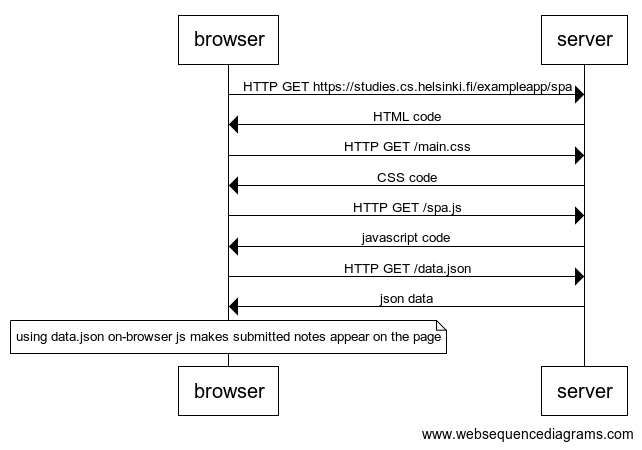 browser
server
HTTP GET https://studies.cs.helsinki.fi/exampleapp/spa
HTML code
HTTP GET /main.css
CSS code
HTTP GET /spa.js
javascript code
HTTP GET /data.json
json data
using data.json on-browser js makes submitted notes appear on the page
browser
server
www.websequencediagrams.com